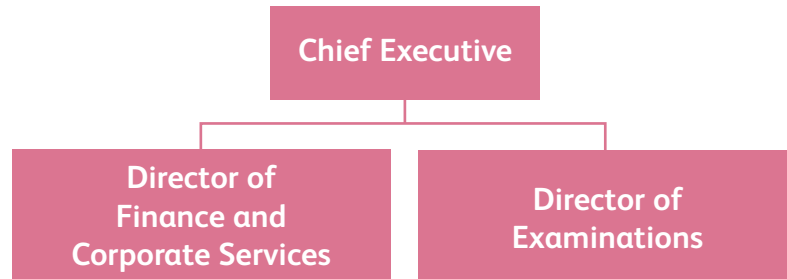 Chief Executive
Director of
Finance and
Corporate Services
Director of
Examinations